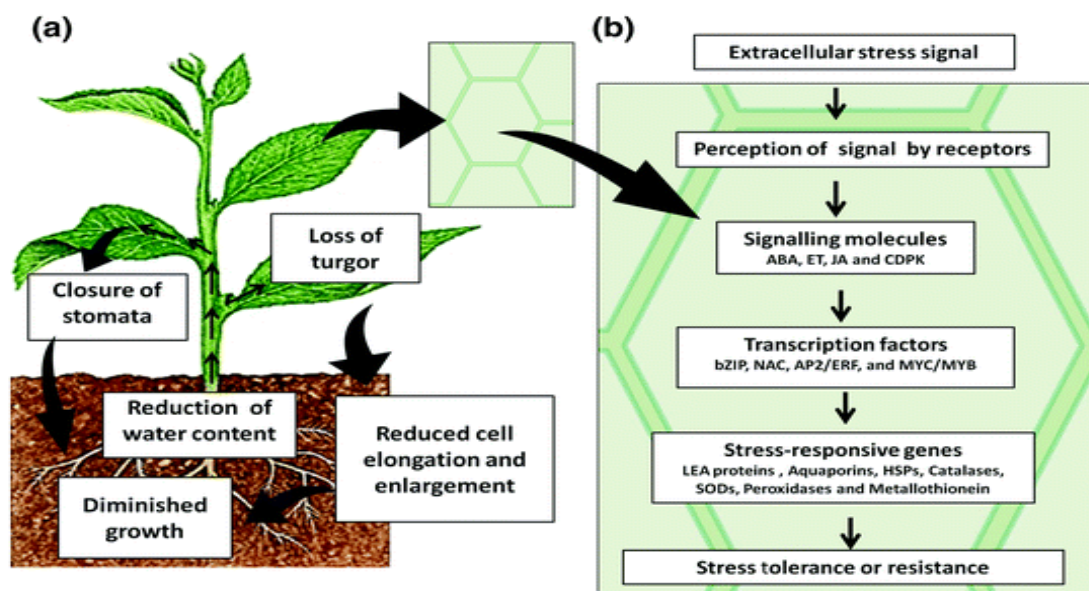 (a)
Loss of
turgor
Closure of
stomata
Reduction of
water content
Reduced cell
elongation and
enlargement
Diminished
growth
(b)
Extracellular stress signal
Perception of signal by receptors
Signalling molecules
ABA, ET, JA and CDPK
Transcription factors
bZIP, NAC, AP2/ERF, and MYC/MYB
Stress-responsive genes
LEA proteins , Aquaporins, HSPs, Catalases,
SODs, Peroxidases and Metallothionein
Stress tolerance or resistance